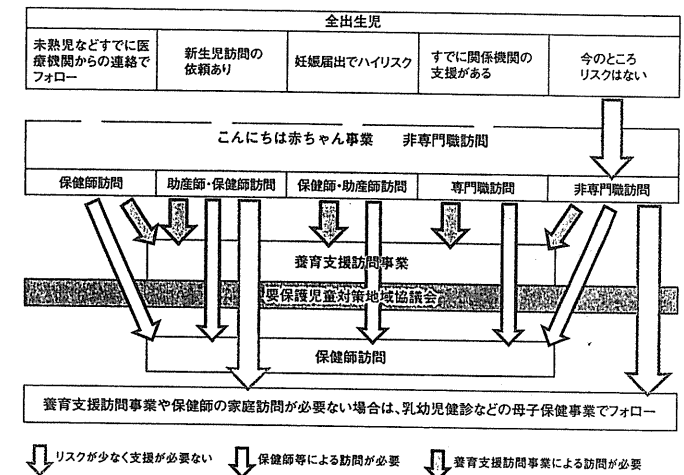 全出生児
未熟児などすでに医
療機関からの連絡で
フォロー
新生児訪問の
依頼あり
妊娠届出でハイリスク
すでに関係機関の
支援がある
今のところ
リスクはない
こんにちは赤ちゃん事業 非専門職訪問
保健師訪問
助産師・保健師訪問
保健師・助産師訪問
専門職訪問
非専門職訪問
養育支援訪問事業
要保護児童対策地域協議会
保健師訪問
養育支援訪問事業や保健師の家庭訪問が必要ない場合は、乳幼児健診などの母子保健事業でフォロー
リスクが少なく支援が必要ない
保健師等による訪問が必要
養育支援訪問事業による訪問が必要